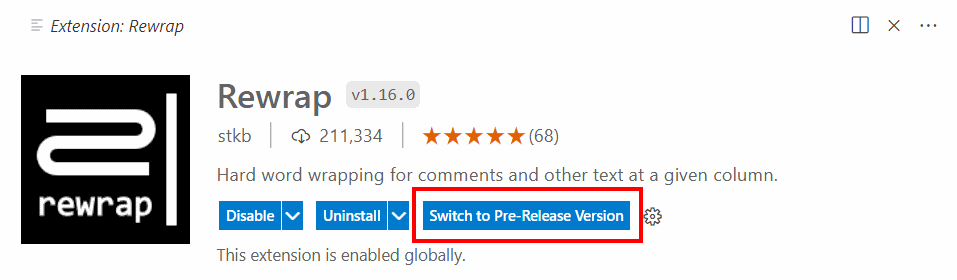 Extension: Rewrap
rewrap
Rewrap v1.16.0
stkb 211,334 (68)
Hard word wrapping for comments and other text at a given column.
Disable Uninstall Switch to Pre-Release Version
This extension is enabled globally.